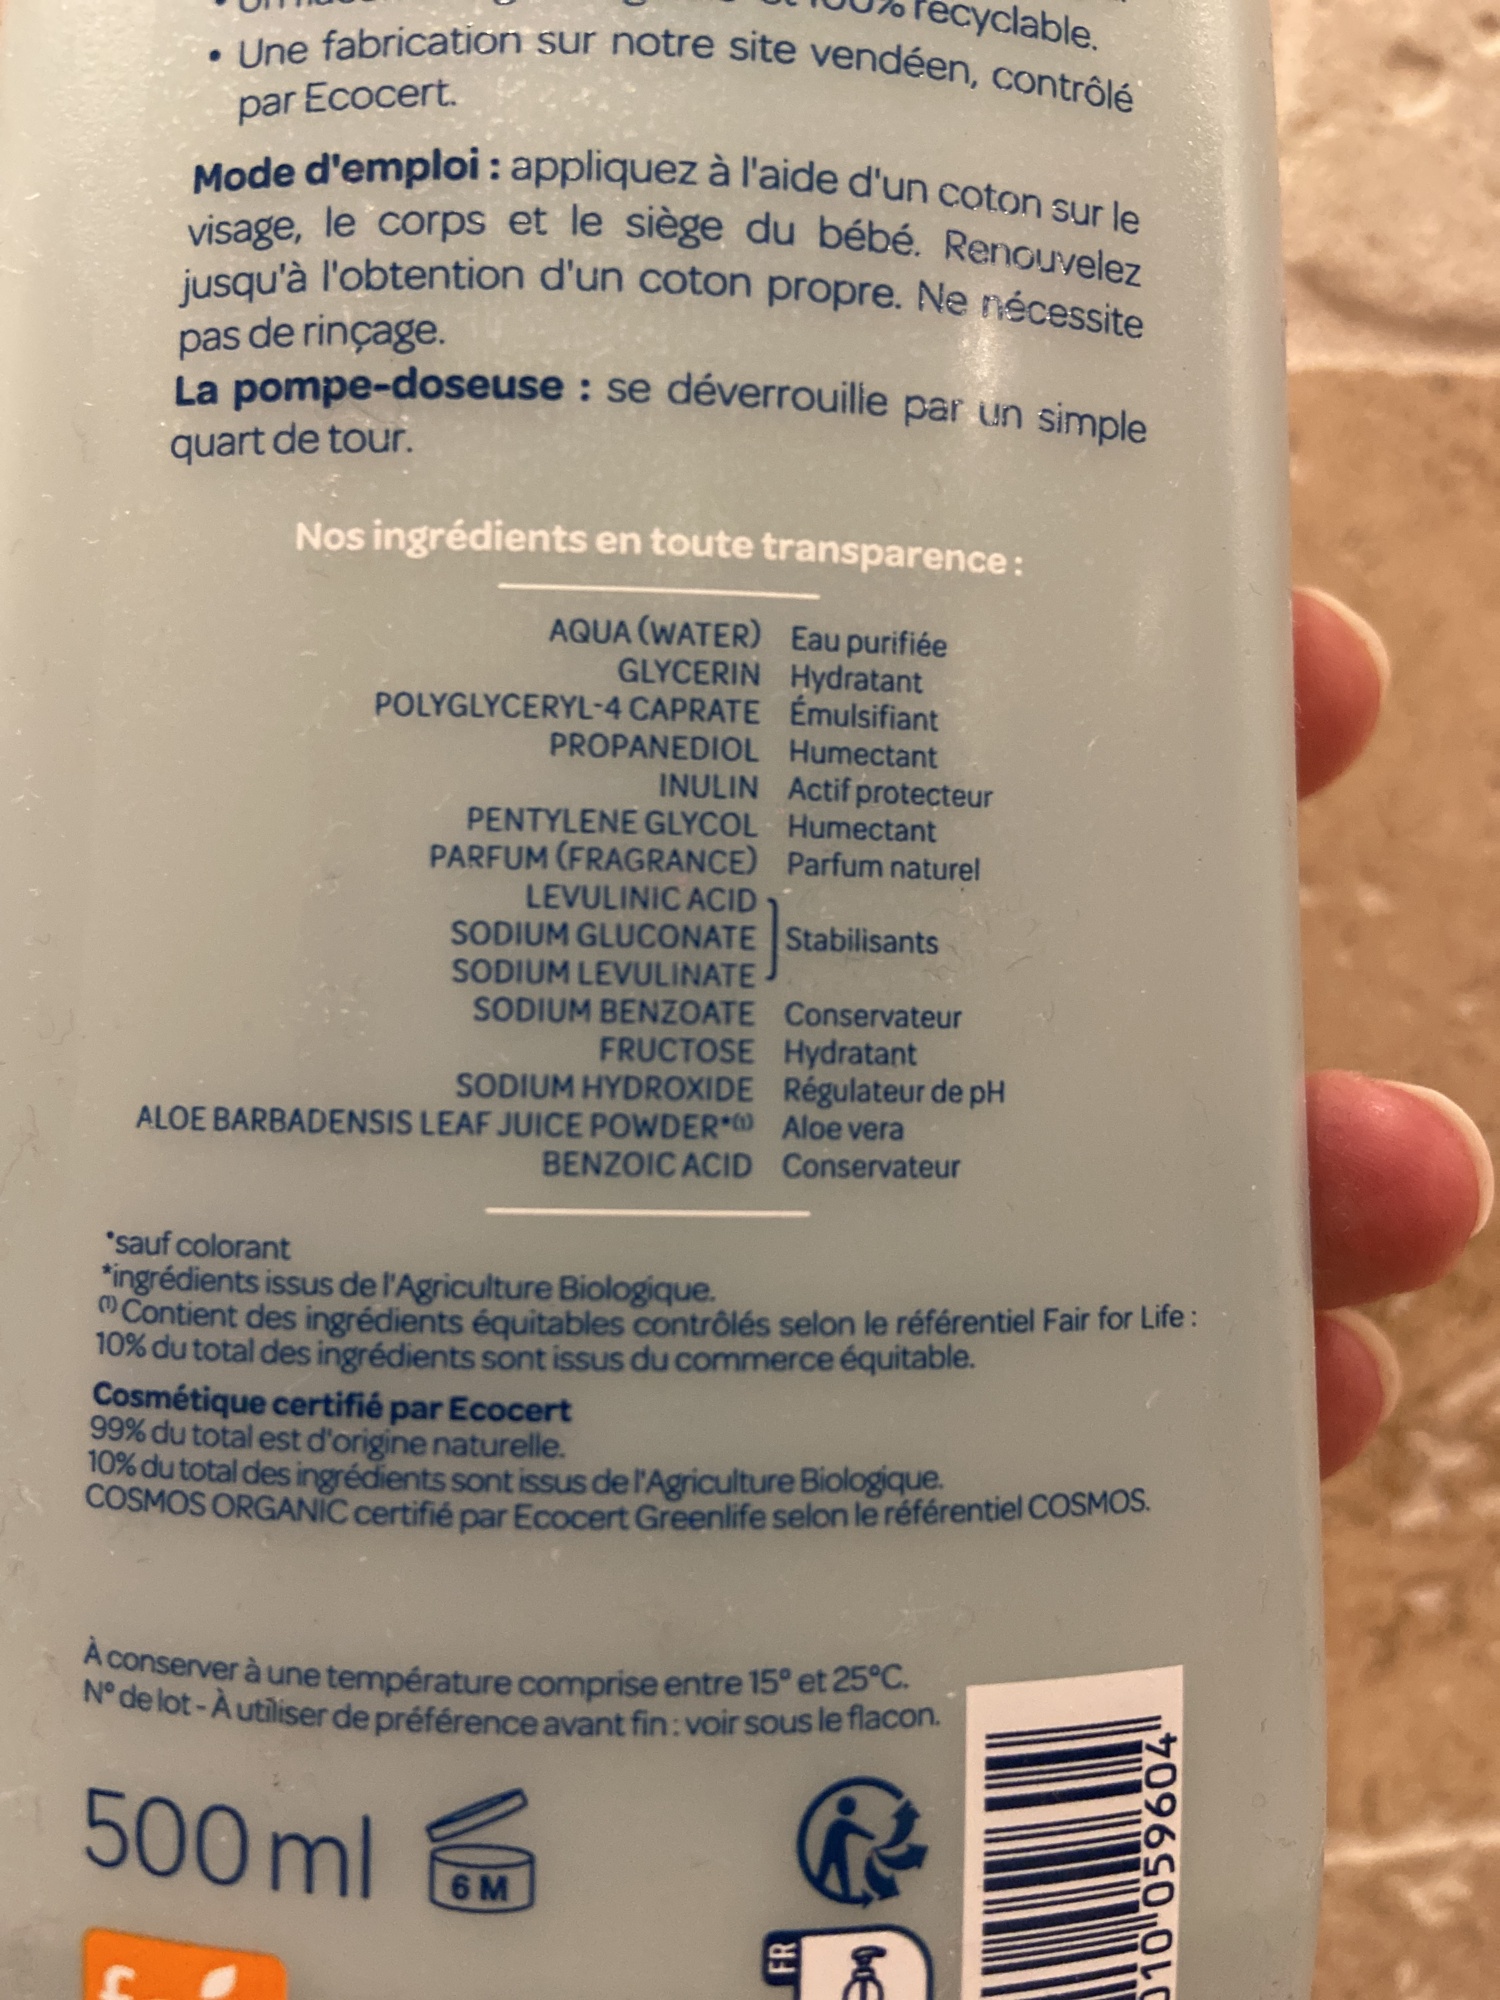 100% recyclable.
• Une fabrication sur notre site vendéen, contrôlé
par Ecocert.
Mode d'emploi : appliquez à l'aide d'un coton sur le
visage, le corps et le siège du bébé. Renouvelez
jusqu'à l'obtention d'un coton propre. Ne nécessite
pas de rinçage.
La pompe-doseuse : se déverrouille par un simple
quart de tour.
Nos ingrédients en toute transparence :
AQUA (WATER) Eau purifiée
GLYCERIN Hydratant
POLYGLYCERYL-4 CAPRATE Émulsifiant
PROPANEDIOL Humectant
INULIN Actif protecteur
PENTYLENE GLYCOL Humectant
PARFUM (FRAGRANCE) Parfum naturel
LEVULINIC ACID
SODIUM GLUCONATE Stabilisants
SODIUM LEVULINATE
SODIUM BENZOATE Conservateur
FRUCTOSE Hydratant
SODIUM HYDROXIDE Régulateur de pH
ALOE BARBADENSIS LEAF JUICE POWDER*⁽¹⁾ Aloe vera
BENZOIC ACID Conservateur
•sauf colorant
*ingrédients issus de l'Agriculture Biologique.
⁽¹⁾Contient des ingrédients équitables contrôlés selon le référentiel Fair for Life :
10% du total des ingrédients sont issus du commerce équitable.
Cosmétique certifié par Ecocert
99% du total est d'origine naturelle.
10% du total des ingrédients sont issus de l'Agriculture Biologique.
COSMOS ORGANIC certifié par Ecocert Greenlife selon le référentiel COSMOS.
À conserver à une température comprise entre 15° et 25°C.
N° de lot - À utiliser de préférence avant fin : voir sous le flacon.
500 ml
6 M
FR
010 059604